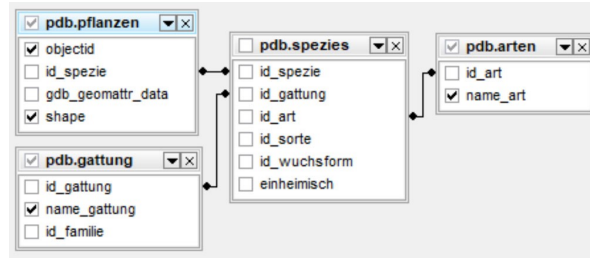 pdb.pflanzen
objectid
id_spezie
gdb_geomattr_data
shape
pdb.gattung
id_gattung
name_gattung
id_familie
pdb.spezies
id_spezie
id_gattung
id_art
id_sorte
id_wuchsform
einheimisch
pdb.arten
id_art
name_art